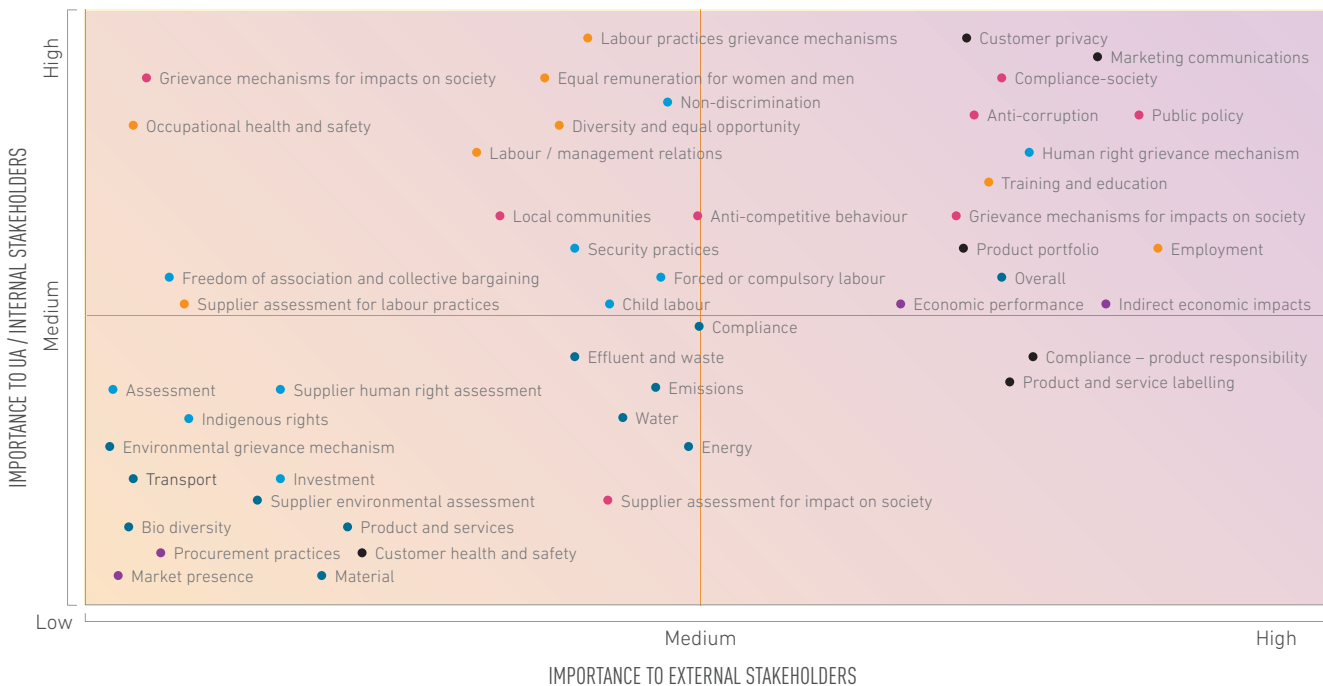 High
Labour practices grievance mechanisms
Customer privacy
Marketing communications
Grievance mechanisms for impacts on society
Equal remuneration for women and men
Compliance-society
Non-discrimination
Anti-corruption
Public policy
Occupational health and safety
Diversity and equal opportunity
Labour / management relations
Human right grievance mechanism
Training and education
Local communities
Anti-competitive behaviour
Grievance mechanisms for impacts on society
Security practices
Product portfolio
Employment
Freedom of association and collective bargaining
Forced or compulsory labour
Overall
Supplier assessment for labour practices
Child labour
Economic performance
Indirect economic impacts
IMPORTANCE TO UA / INTERNAL STAKEHOLDERS
Medium
Compliance
Effluent and waste
Compliance – product responsibility
Assessment
Supplier human right assessment
Emissions
Product and service labelling
Indigenous rights
Water
Environmental grievance mechanism
Energy
Transport
Investment
Supplier environmental assessment
Supplier assessment for impact on society
Bio diversity
Product and services
Procurement practices
Customer health and safety
Market presence
Material
Low
Medium
High
IMPORTANCE TO EXTERNAL STAKEHOLDERS